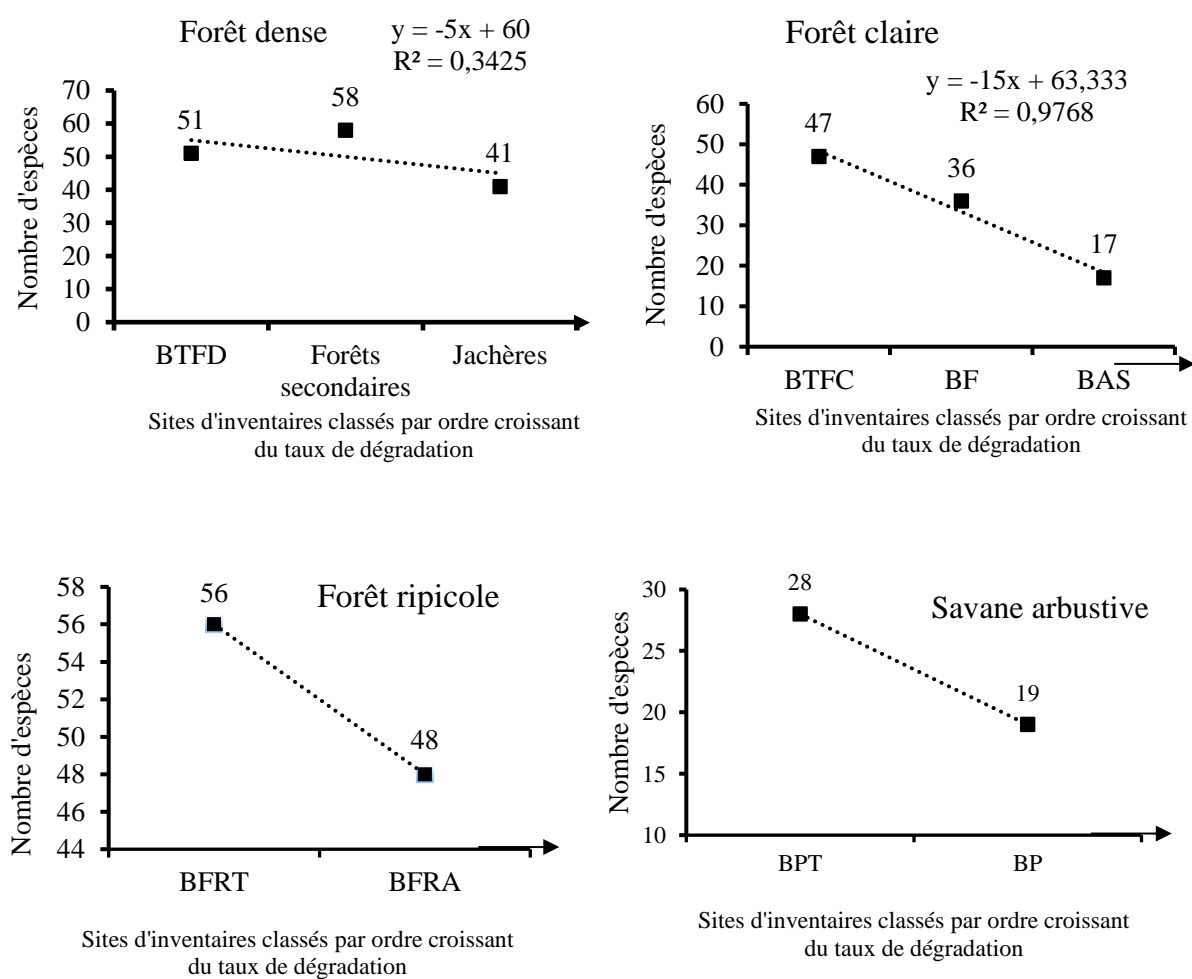 Forêt dense
y = -5x + 60
R² = 0,3425
Nombre d'espèces
70
60
50
40
30
20
10
0
51
58
41
BTFD
Forêts
secondaires
Jachères
Sites d'inventaires classés par ordre croissant
du taux de dégradation
Forêt claire
y = -15x + 63,333
R² = 0,9768
Nombre d'espèces
60
50
40
30
20
10
0
47
36
17
BTFC
BF
BAS
Sites d'inventaires classés par ordre croissant
du taux de dégradation
Forêt ripicole
Nombre d'espèces
58
56
54
52
50
48
46
44
56
48
BFRT
BFRA
Sites d'inventaires classés par ordre croissant
du taux de dégradation
Savane arbustive
Nombre d'espèces
30
25
20
15
10
28
19
BPT
BP
Sites d'inventaires classés par ordre croissant
du taux de dégradation